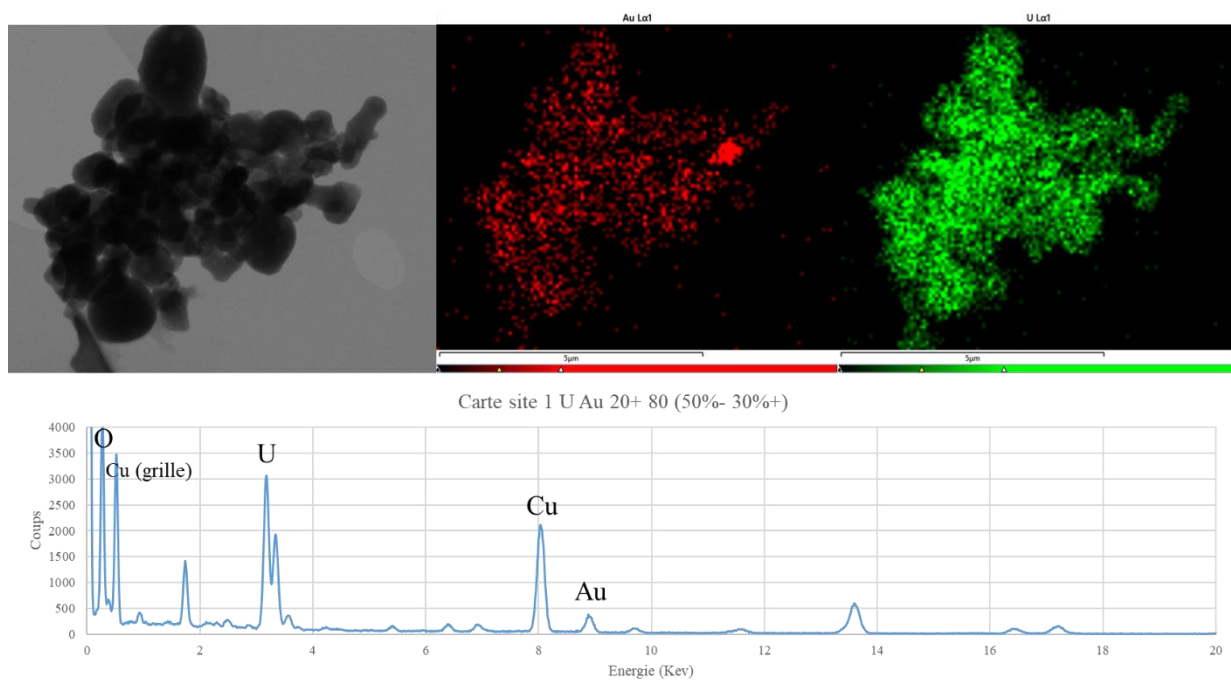 Au Lα1
U Lα1
5µm
5µm
Carte site 1 U Au 20+ 80 (50%- 30%+)
4000
3500
3000
2500
2000
1500
1000
500
0
Coups
O
Cu (grille)
U
Cu
Au
0 2 4 6 8 10 12 14 16 18 20
Energie (Kev)